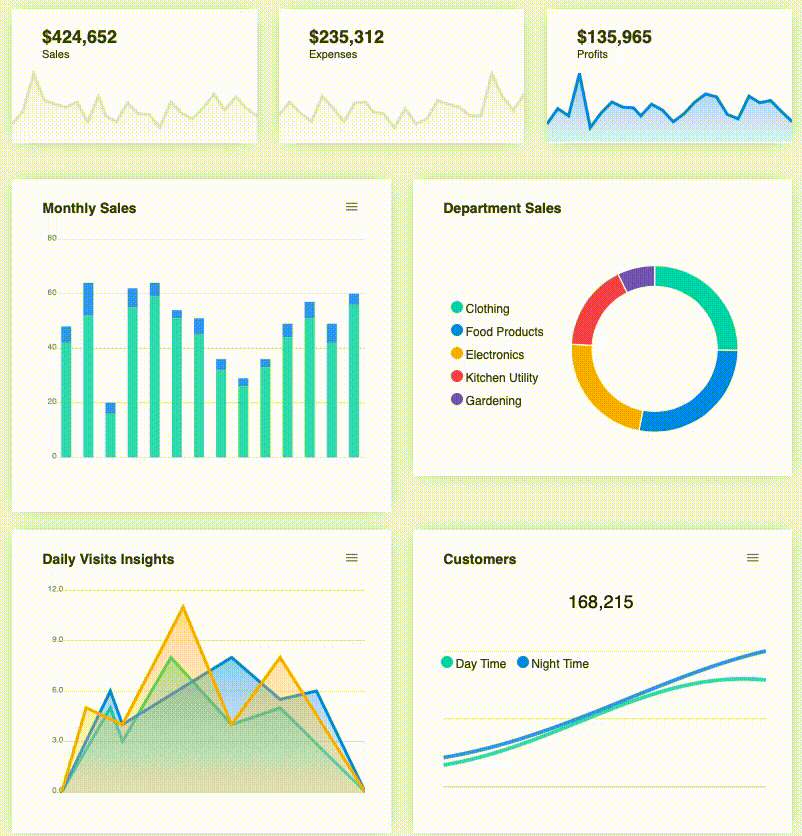 $424,652
Sales
$235,312
Expenses
$135,965
Profits
Monthly Sales
80
60
40
20
0
Department Sales
Clothing
Food Products
Electronics
Kitchen Utility
Gardening
Daily Visits Insights
12.0
9.0
6.0
3.0
0.0
Customers
168,215
Day Time Night Time